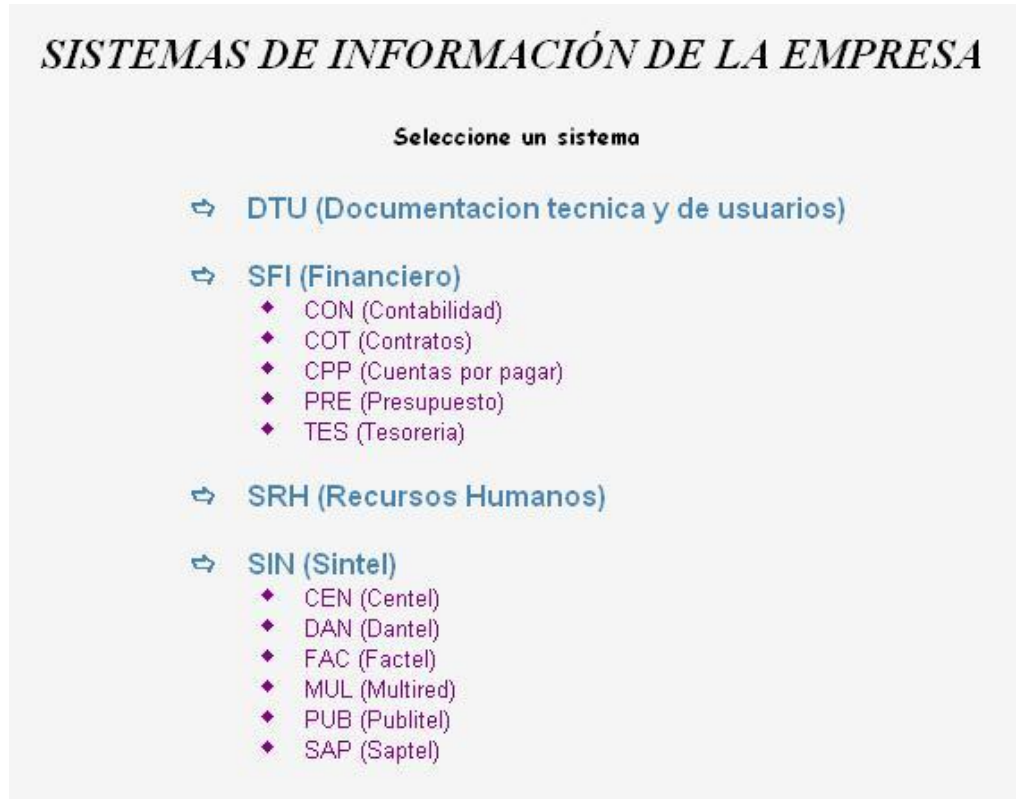 SISTEMAS DE INFORMACIÓN DE LA EMPRESA
Seleccione un sistema
DTU (Documentacion tecnica y de usuarios)
SFI (Financiero)
CON (Contabilidad)
COT (Contratos)
CPP (Cuentas por pagar)
PRE (Presupuesto)
TES (Tesoreria)
SRH (Recursos Humanos)
SIN (Sintel)
CEN (Centel)
DAN (Dantel)
FAC (Factel)
MUL (Multired)
PUB (Publitel)
SAP (Saptel)